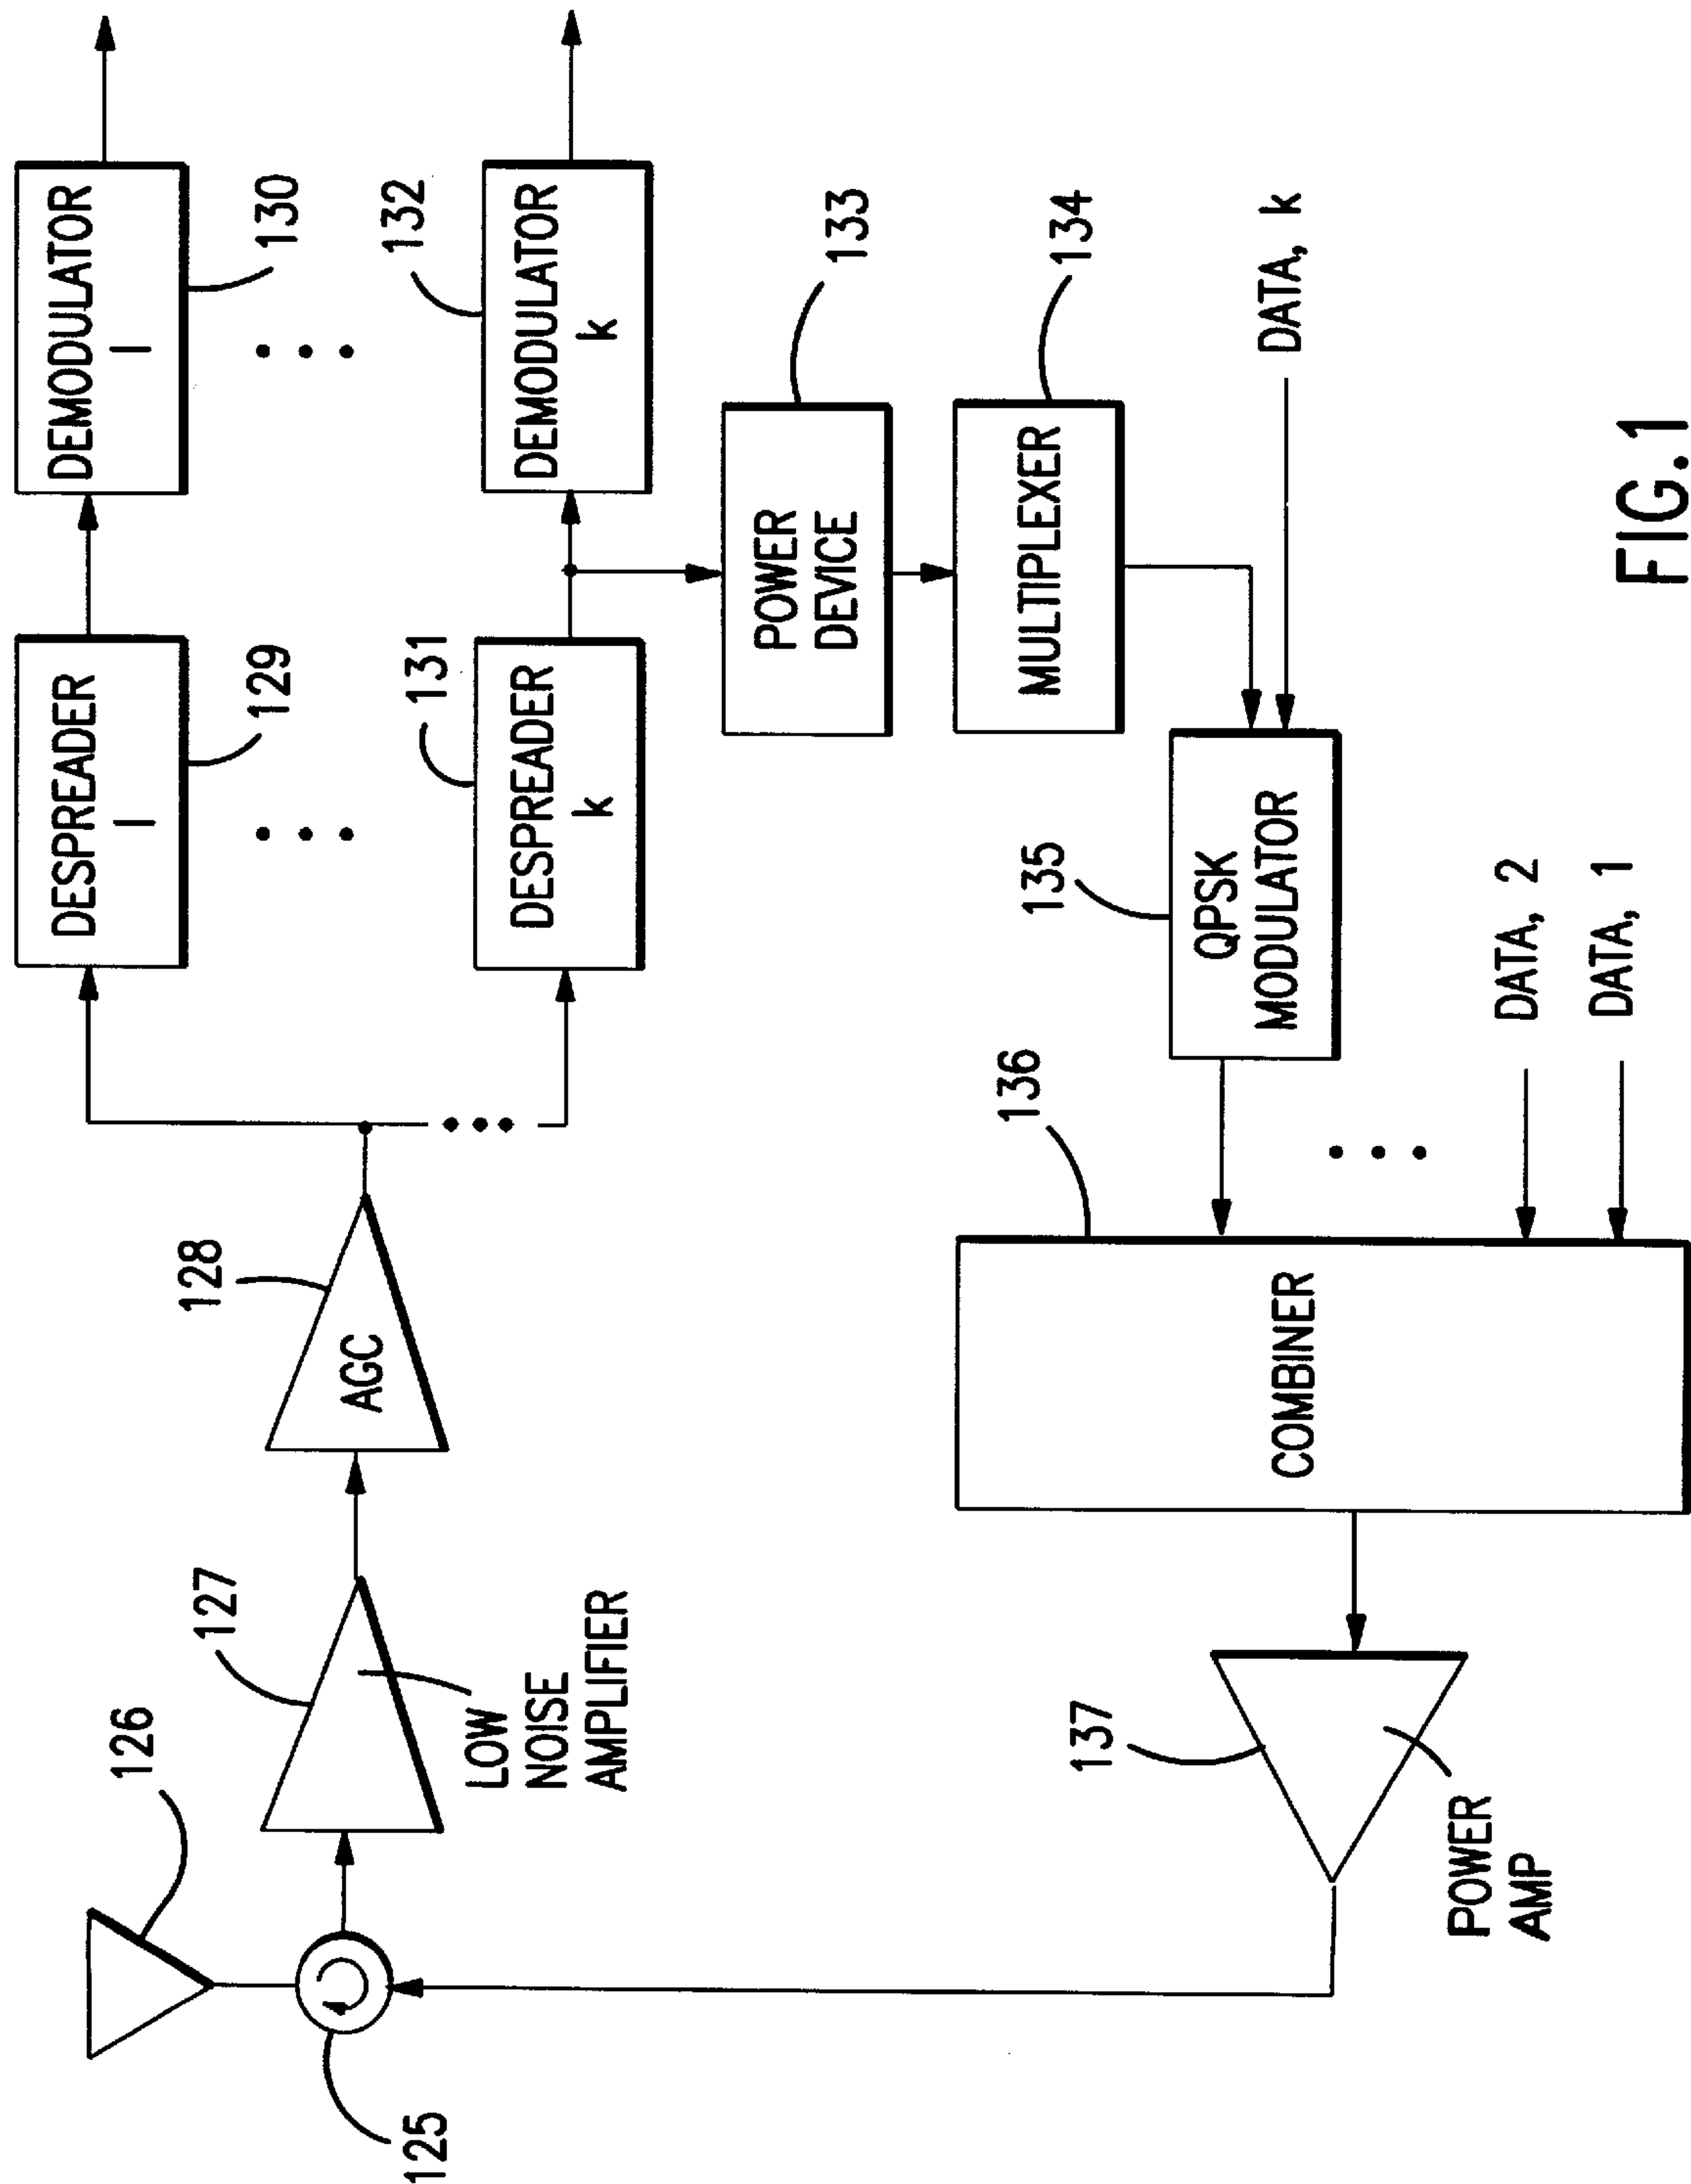 126
125
127
LOW
NOISE
AMPLIFIER
128
AGC
DESPREADER
1
129
DEMODULATOR
1
130
131
DESPREADER
k
132
DEMODULATOR
k
133
POWER
DEVICE
134
MULTIPLEXER
DATA, k
135
QPSK
MODULATOR
136
COMBINER
DATA, 2
DATA, 1
137
POWER
AMP
FIG.1